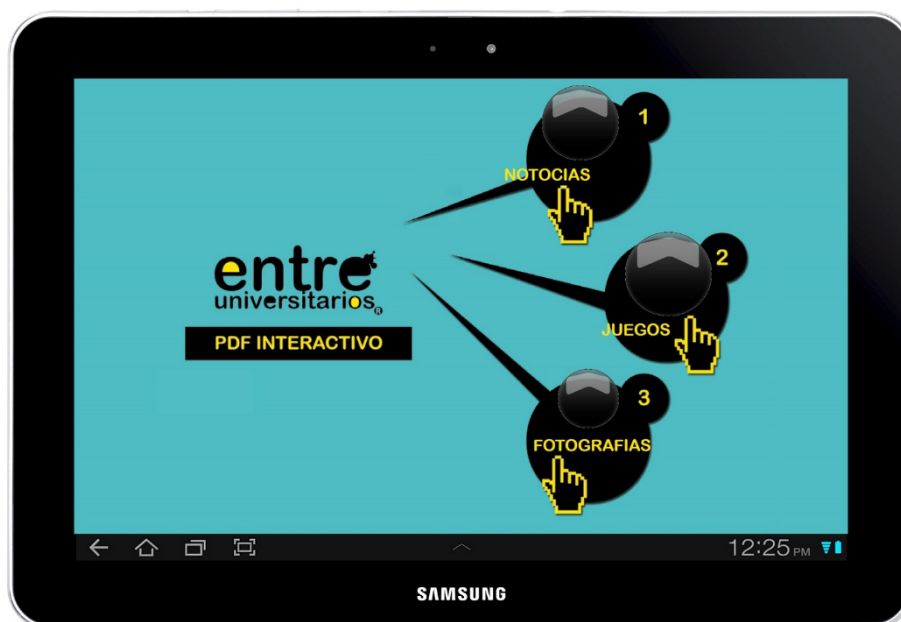 entre
universitarios®
PDF INTERACTIVO
1
NOTOCIAS
2
JUEGOS
3
FOTOGRAFIAS
12:25 PM
SAMSUNG